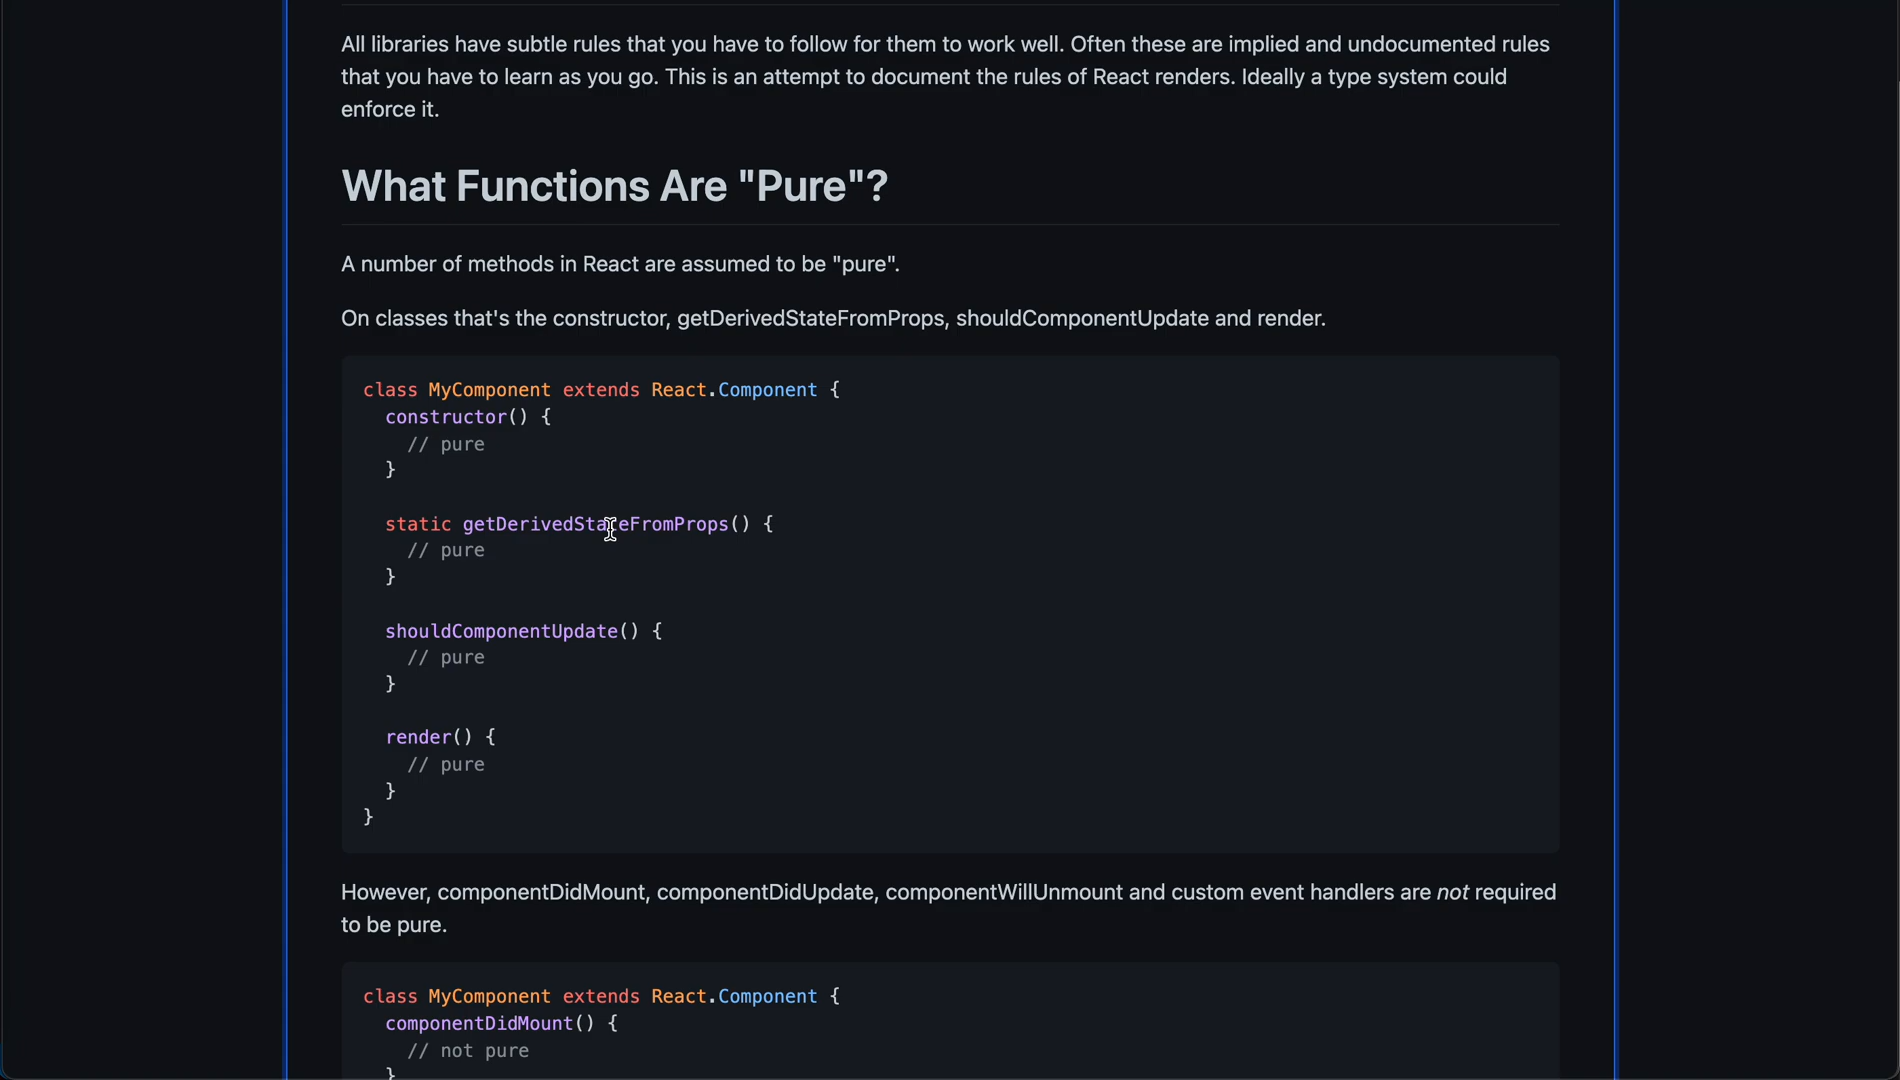 All libraries have subtle rules that you have to follow for them to work well. Often these are implied and undocumented rules
that you have to learn as you go. This is an attempt to document the rules of React renders. Ideally a type system could
enforce it.
What Functions Are "Pure"?
A number of methods in React are assumed to be "pure".
On classes that's the constructor, getDerivedStateFromProps, shouldComponentUpdate and render.
class MyComponent extends React.Component {
  constructor() {
    // pure
  }
  static getDerivedStateFromProps() {
    // pure
  }
  shouldComponentUpdate() {
    // pure
  }
  render() {
    // pure
  }
}
However, componentDidMount, componentDidUpdate, componentWillUnmount and custom event handlers are not required
to be pure.
class MyComponent extends React.Component {
  componentDidMount() {
    // not pure
  }